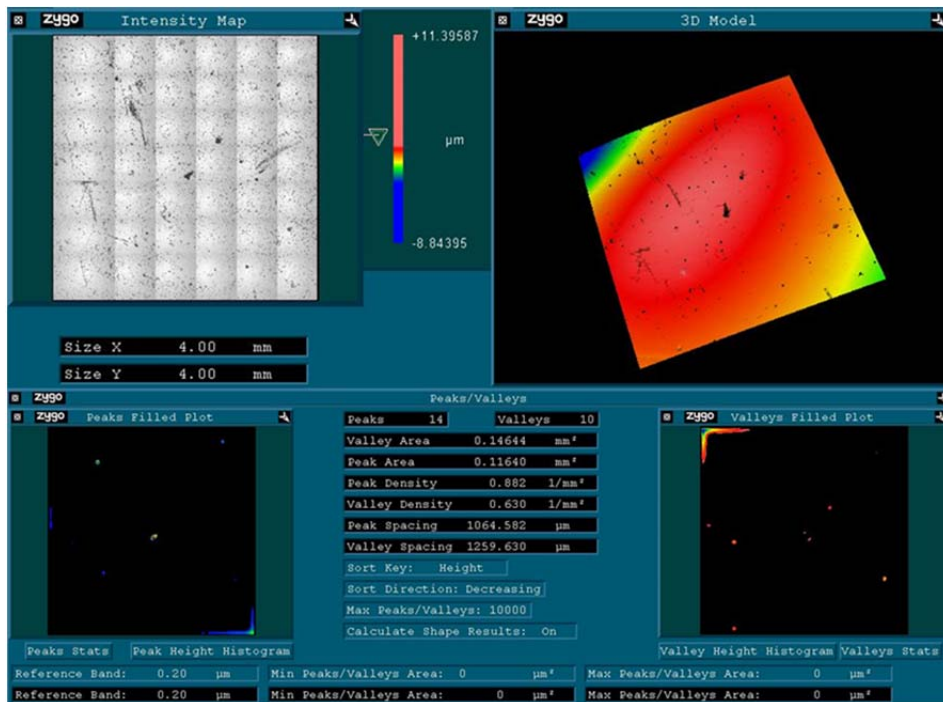 zygo Intensity Map
+11.39587
µm
-8.84395
zygo 3D Model
Size X 4.00 mm
Size Y 4.00 mm
zygo Peaks/Valleys
zygo Peaks Filled Plot
Peaks 14 Valleys 10
Valley Area 0.14644 mm²
Peak Area 0.11640 mm²
Peak Density 0.882 1/mm²
Valley Density 0.630 1/mm²
Peak Spacing 1064.582 µm
Valley Spacing 1259.630 µm
Sort Key: Height
Sort Direction: Decreasing
Max Peaks/Valleys: 10000
Calculate Shape Results: On
zygo Valleys Filled Plot
Peaks Stats Peak Height Histogram
Valley Height Histogram Valleys Stats
Reference Band: 0.20 µm Min Peaks/Valleys Area: 0 µm² Max Peaks/Valleys Area: 0 µm²
Reference Band: 0.20 µm Min Peaks/Valleys Area: 0 µm² Max Peaks/Valleys Area: 0 µm²